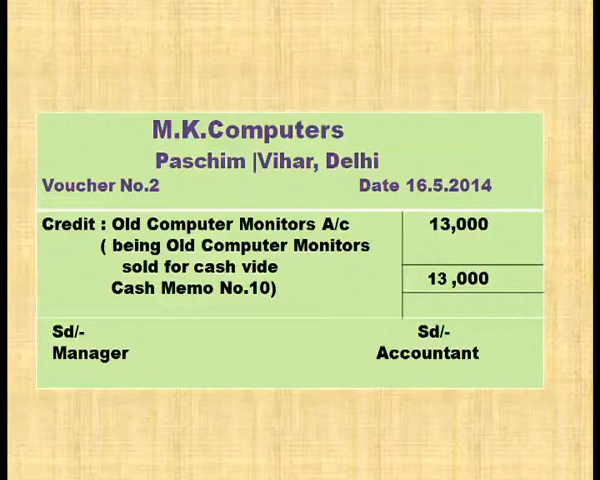 M.K.Computers
Paschim |Vihar, Delhi
Voucher No.2 Date 16.5.2014
Credit : Old Computer Monitors A/c 13,000
( being Old Computer Monitors
sold for cash vide
Cash Memo No.10) 13 ,000
Sd/- Sd/-
Manager Accountant